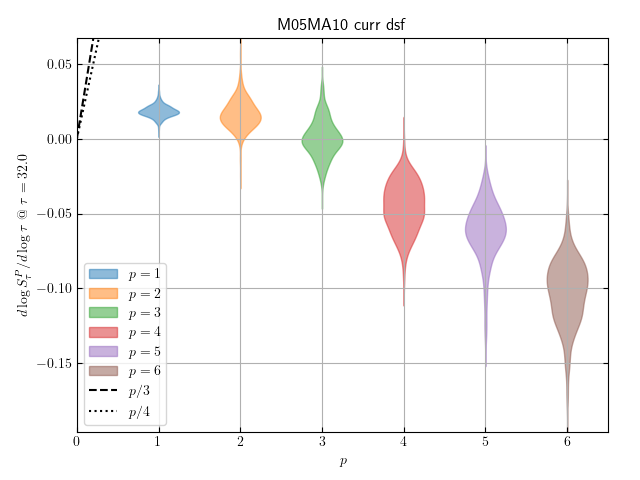 M05MA10 curr dsf
d log S_τ^P / d log τ @ τ = 32.0
0.05
0.00
−0.05
−0.10
−0.15
p = 1
p = 2
p = 3
p = 4
p = 5
p = 6
p/3
p/4
0 1 2 3 4 5 6
p